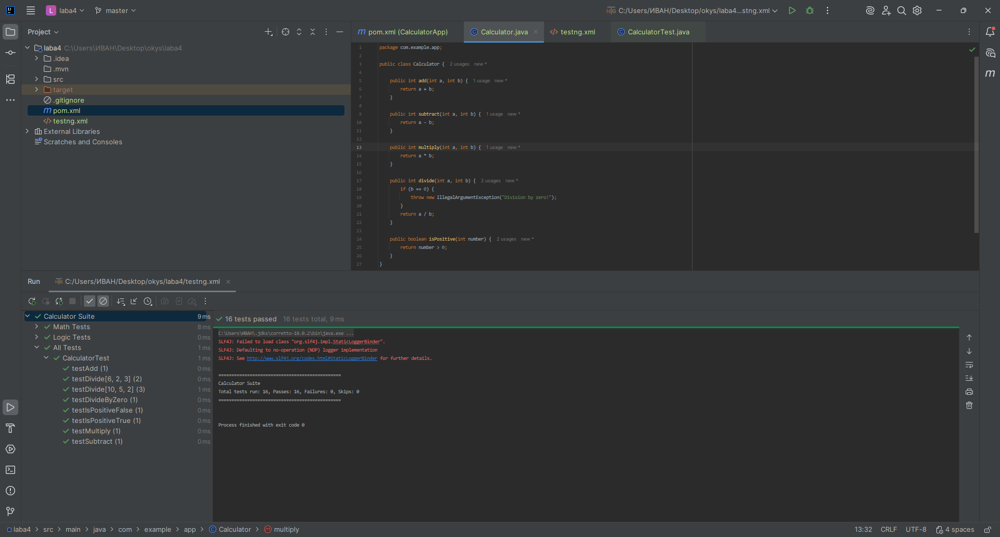 L laba4 master C:/Users/ИВАН/Desktop/okys/laba4...stng.xml
Project
pom.xml (CalculatorApp) Calculator.java testng.xml CalculatorTest.java
laba4 C:\Users\ИВАН\Desktop\okys\laba4
.idea
.mvn
src
target
.gitignore
pom.xml
testng.xml
External Libraries
Scratches and Consoles
1 package com.example.app;
2
3 public class Calculator { 2 usages new *
4
5 public int add(int a, int b) { 1 usage new *
6 return a + b;
7 }
8
9 public int subtract(int a, int b) { 1 usage new *
10 return a - b;
11 }
12
13 public int multiply(int a, int b) { 1 usage new *
14 return a * b;
15 }
16
17 public int divide(int a, int b) { 2 usages new *
18 if (b == 0) {
19 throw new IllegalArgumentException("Division by zero!");
20 }
21 return a / b;
22 }
23
24 public boolean isPositive(int number) { 2 usages new *
25 return number > 0;
26 }
27 }
Run C:/Users/ИВАН/Desktop/okys/laba4/testng.xml
Calculator Suite 9 ms
Math Tests 8 ms
Logic Tests 0 ms
All Tests 1 ms
CalculatorTest 1 ms
testAdd (1) 0 ms
testDivide[6, 2, 3] (2) 0 ms
testDivide[10, 5, 2] (3) 1 ms
testDivideByZero (1) 0 ms
testIsPositiveFalse (1) 0 ms
testIsPositiveTrue (1) 0 ms
testMultiply (1) 0 ms
testSubtract (1) 0 ms
16 tests passed 16 tests total, 9 ms
C:\Users\ИВАН\.jdks\corretto-18.0.2\bin\java.exe ...
SLF4J: Failed to load class "org.slf4j.impl.StaticLoggerBinder".
SLF4J: Defaulting to no-operation (NOP) logger implementation
SLF4J: See http://www.slf4j.org/codes.html#StaticLoggerBinder for further details.
===============================================
Calculator Suite
Total tests run: 16, Passes: 16, Failures: 0, Skips: 0
===============================================
Process finished with exit code 0
laba4 > src > main > java > com > example > app > Calculator > multiply 13:32 CRLF UTF-8 4 spaces